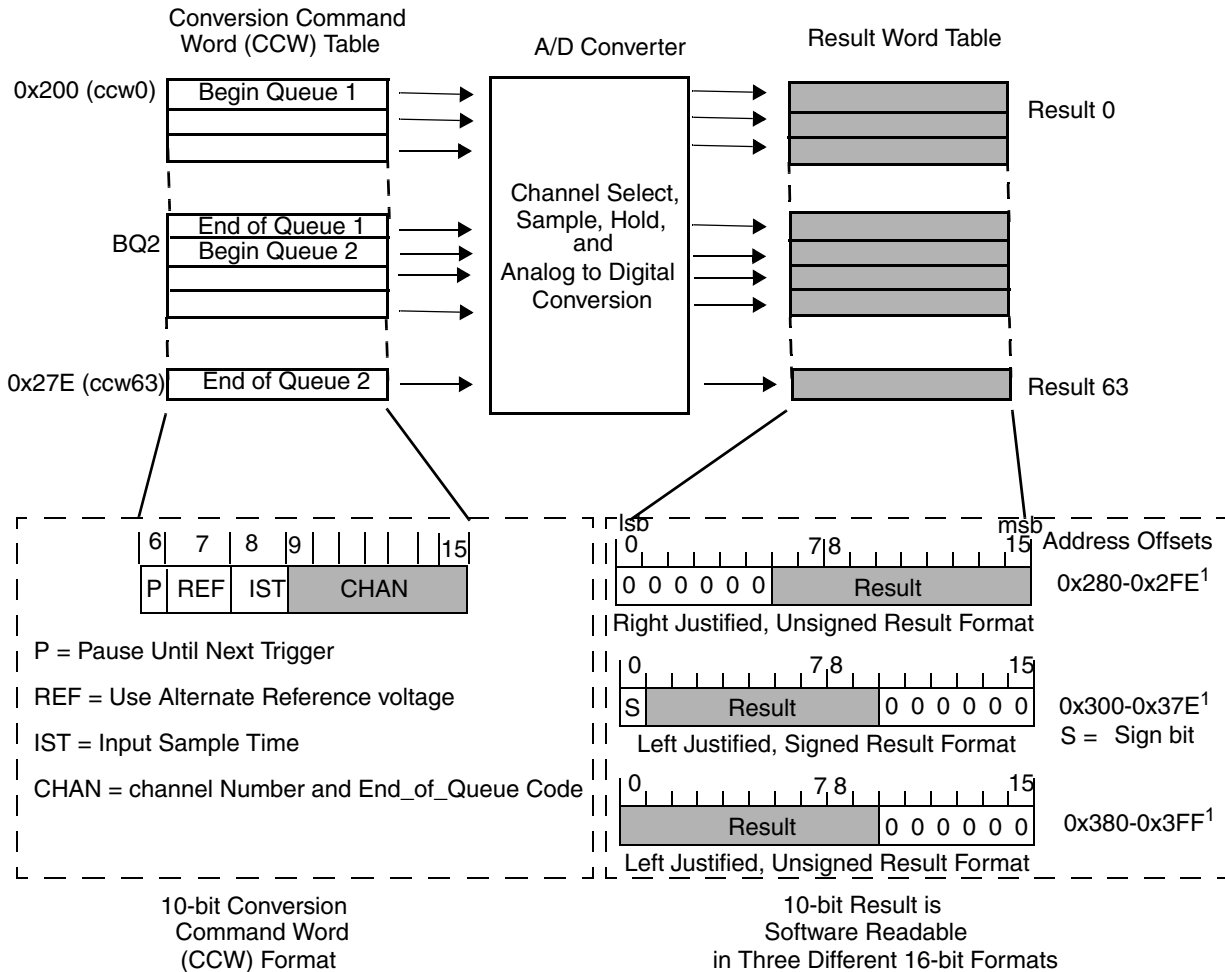 Conversion Command
Word (CCW) Table
A/D Converter
Result Word Table
0x200 (ccw0)
Begin Queue 1
Result 0
End of Queue 1
BQ2
Begin Queue 2
Channel Select,
Sample, Hold,
and
Analog to Digital
Conversion
0x27E (ccw63)
End of Queue 2
Result 63
6 7 8 9 15
P REF IST CHAN
P = Pause Until Next Trigger
REF = Use Alternate Reference voltage
IST = Input Sample Time
CHAN = channel Number and End_of_Queue Code
10-bit Conversion
Command Word
(CCW) Format
lsb msb
0 7 8 15
Address Offsets
0 0 0 0 0 0 Result
0x280-0x2FE1
Right Justified, Unsigned Result Format
0 7 8 15
S Result 0 0 0 0 0 0
0x300-0x37E1
S = Sign bit
Left Justified, Signed Result Format
0 7 8 15
Result 0 0 0 0 0 0
0x380-0x3FF1
Left Justified, Unsigned Result Format
10-bit Result is
Software Readable
in Three Different 16-bit Formats